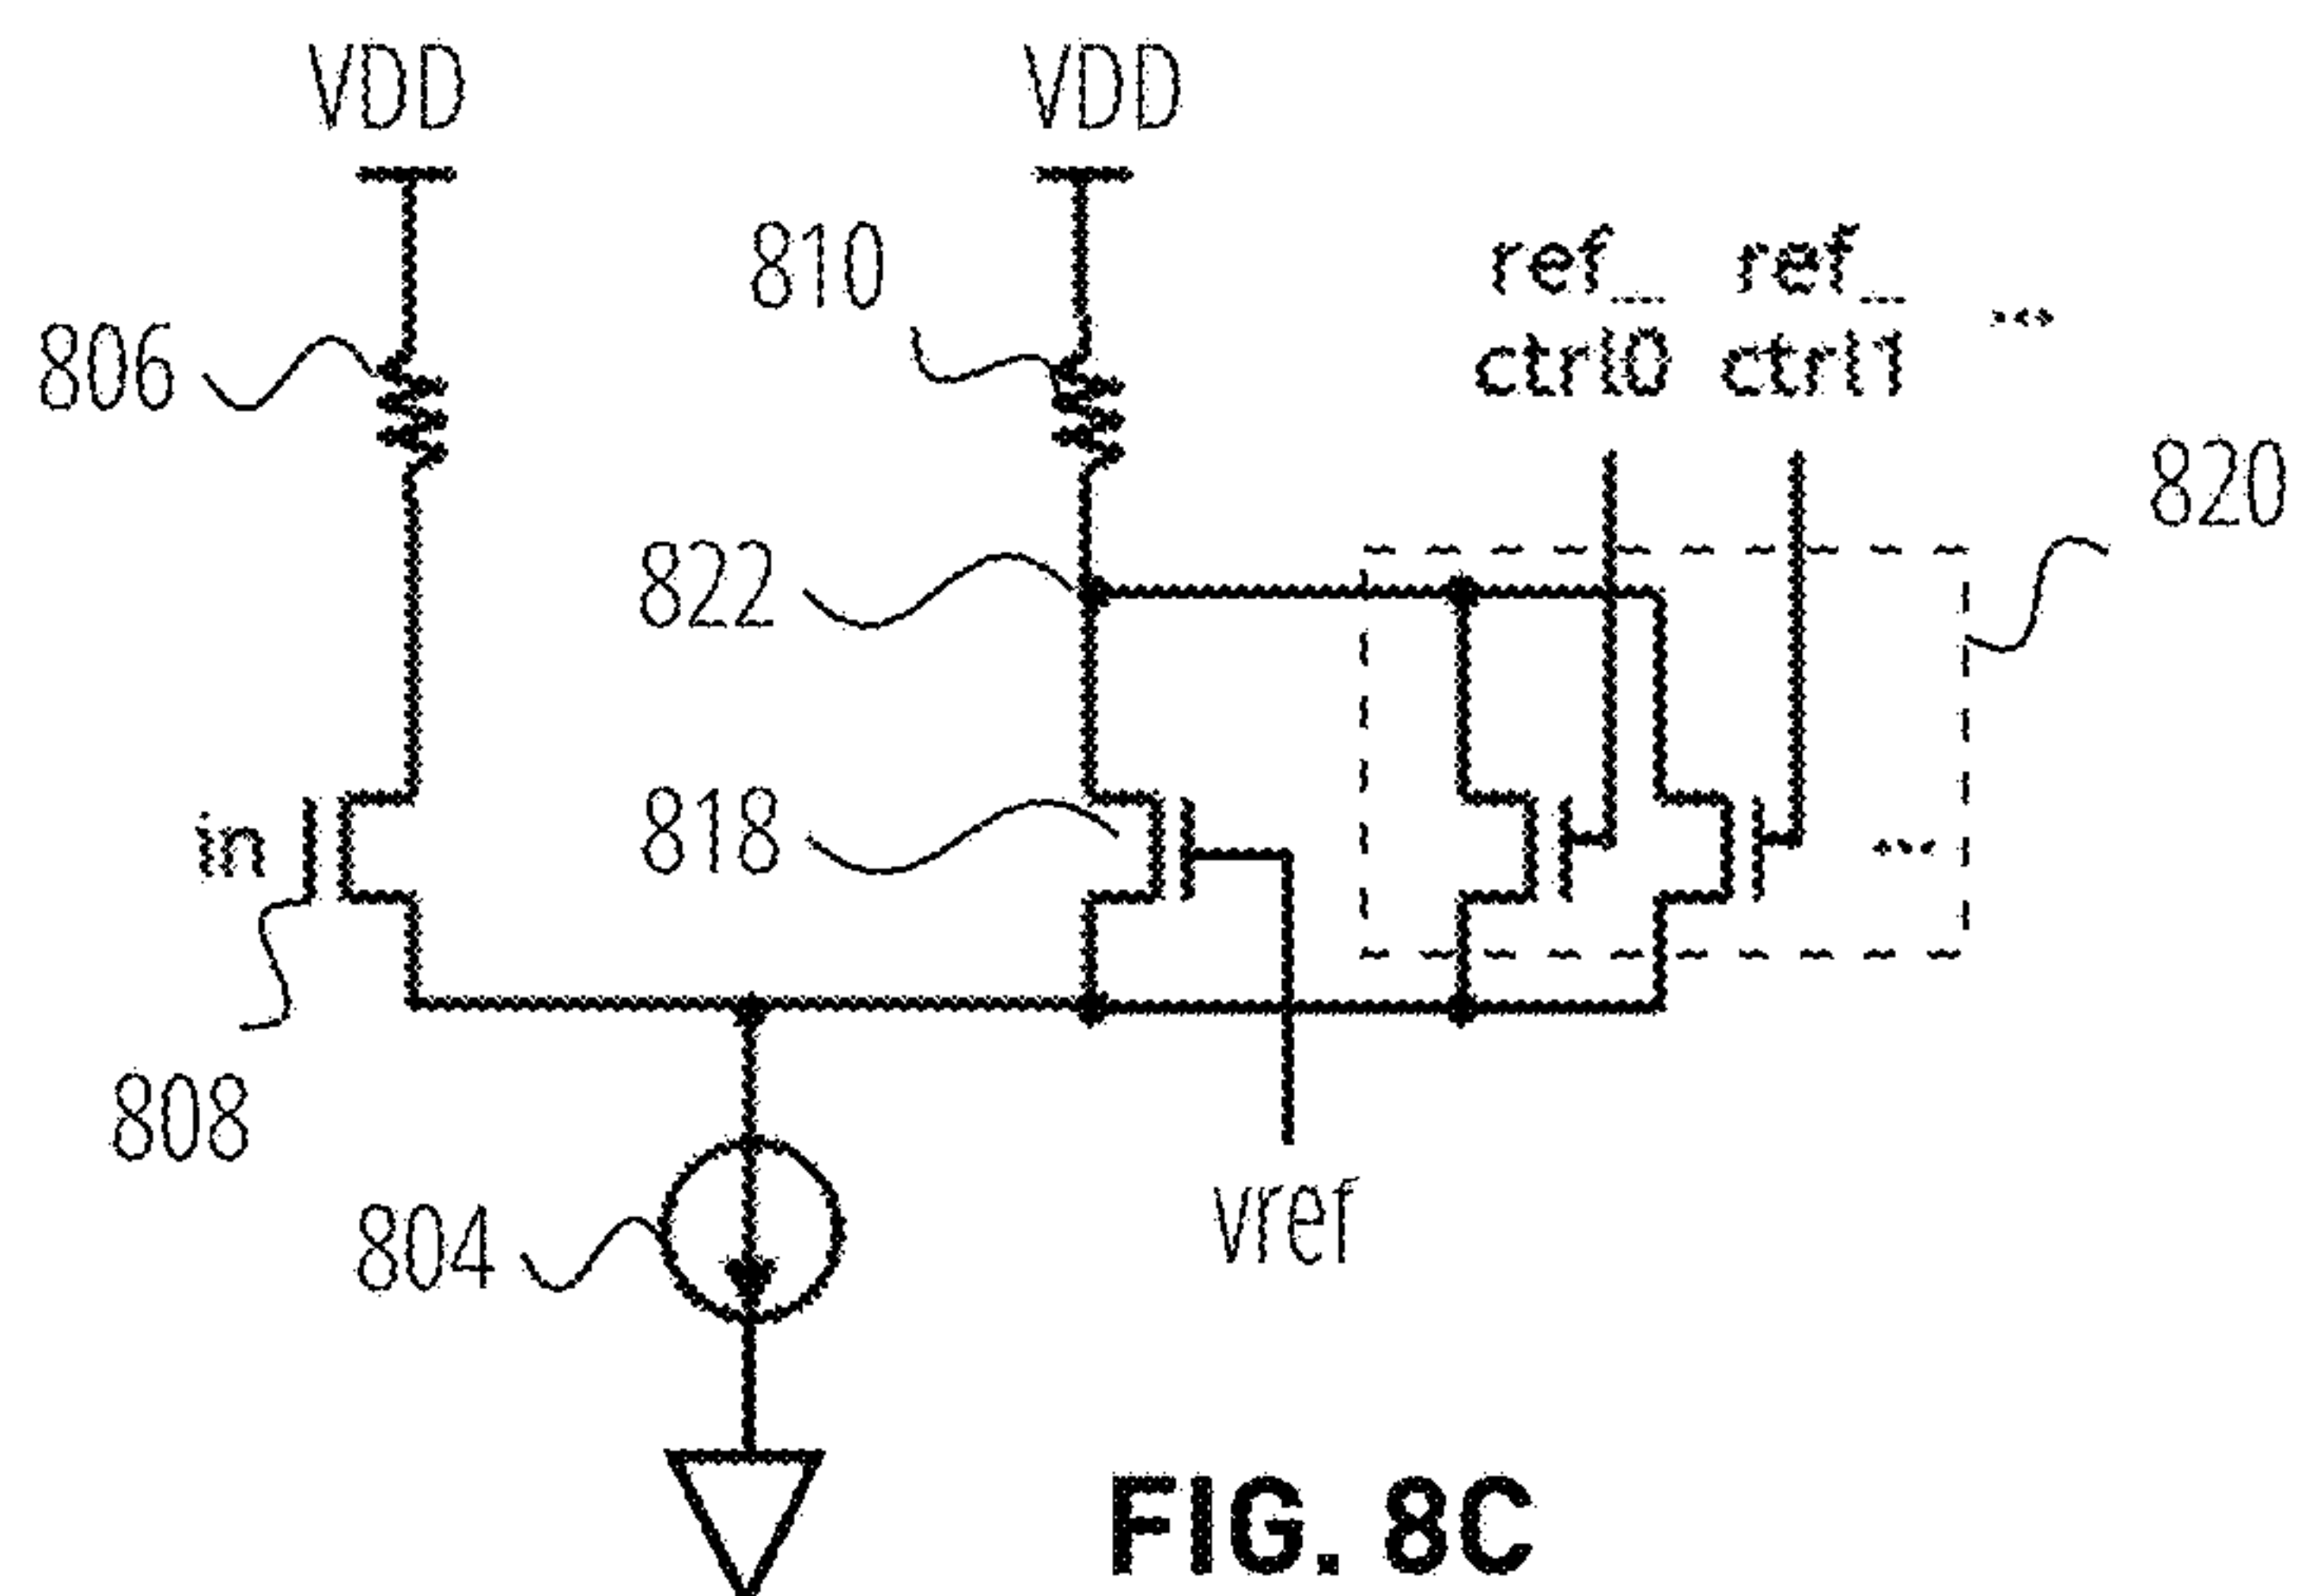 VDD VDD
810
ref_ ref_ ...
806
ctrl0 ctrl1
820
822
in
818
...
808
804
vref
FIG. 8C